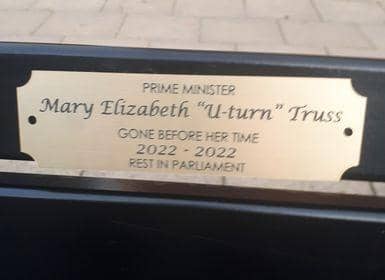 PRIME MINISTER
Mary Elizabeth “U-turn” Truss
GONE BEFORE HER TIME
2022 - 2022
REST IN PARLIAMENT